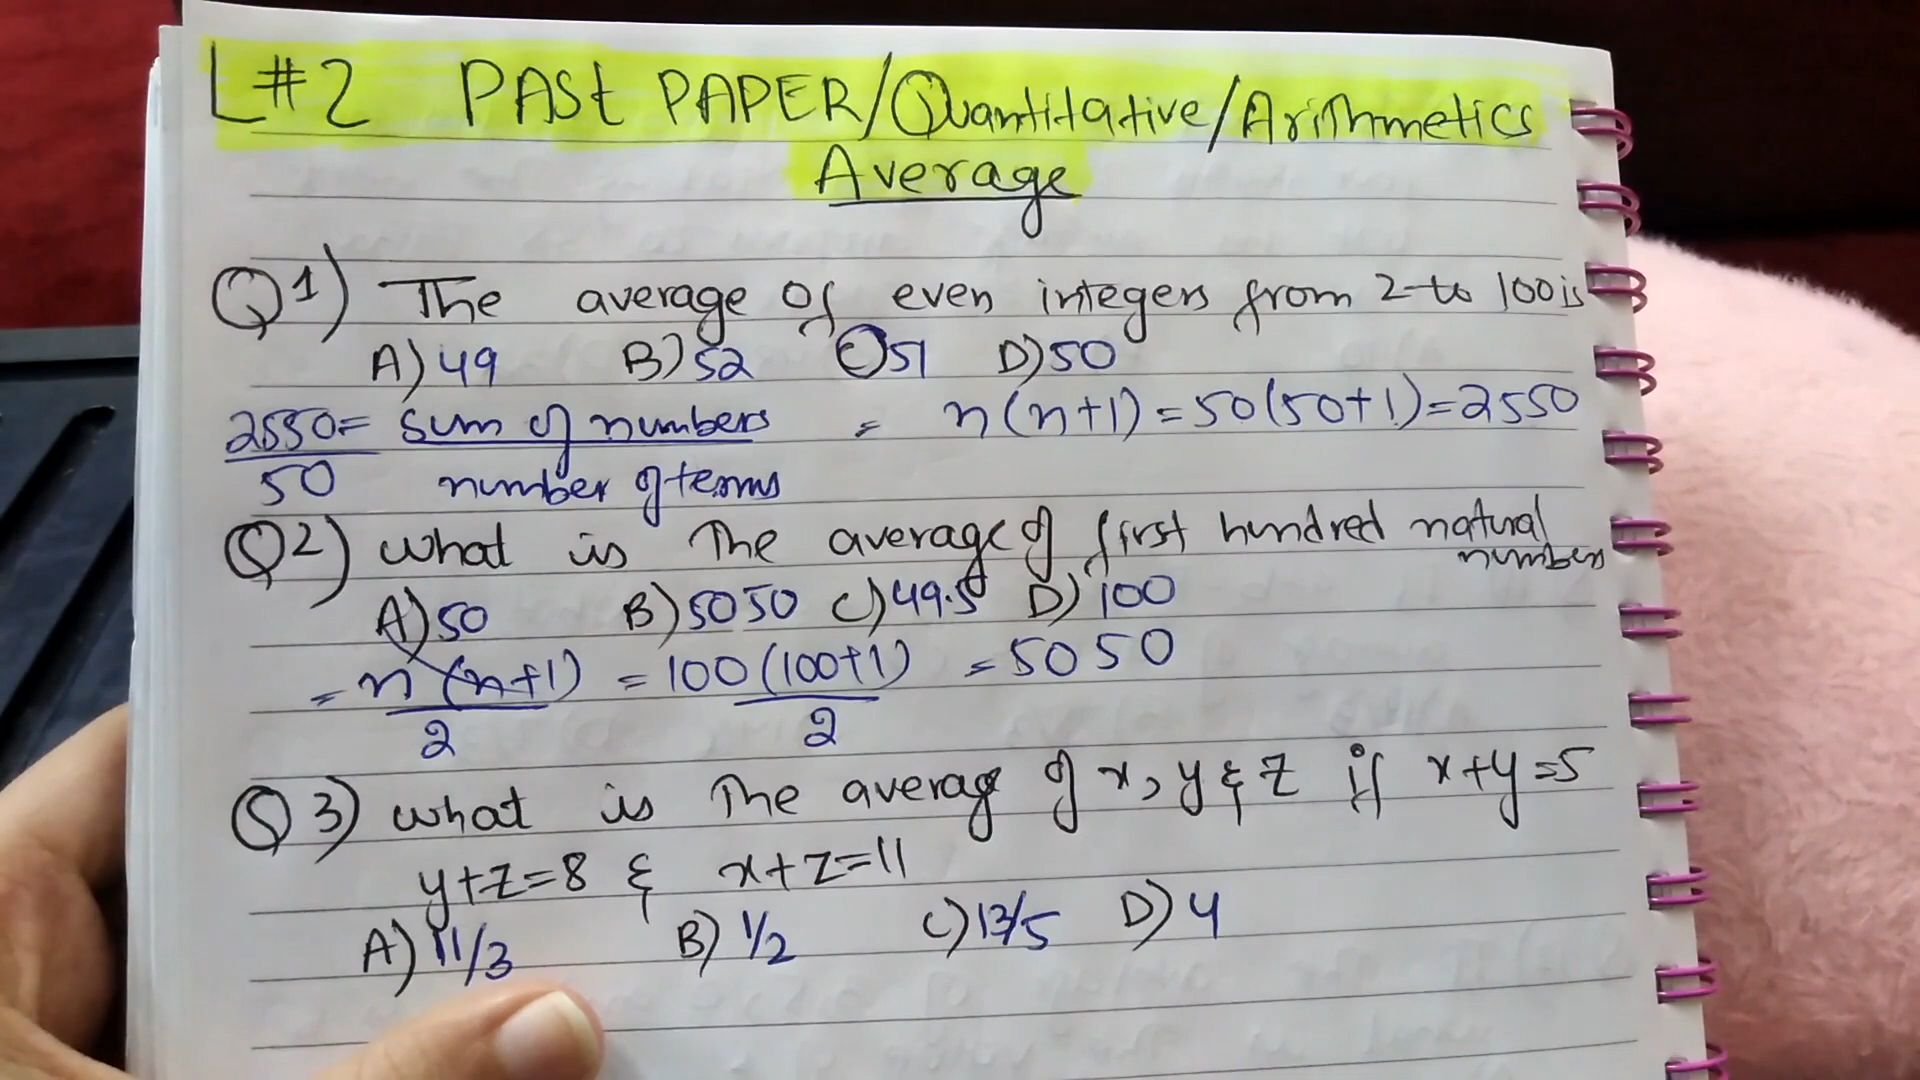 L#2 PAST PAPER/Quantitative/Arithmetics
Average
Q1) The average of even integers from 2 to 100 is
A) 49 B) 52 C) 51 D) 50
2550 = sum of numbers = n(n+1) = 50(50+1) = 2550
50 number of terms
Q2) what is the average of first hundred natural
number
A) 50 B) 5050 C) 49.5 D) 100
= n(n+1) = 100(100+1) = 5050
2 2
Q3) what is the average of x, y & z if x+y=5
y+z=8 & x+z=11
A) 11/3 B) 1/2 C) 13/5 D) 4